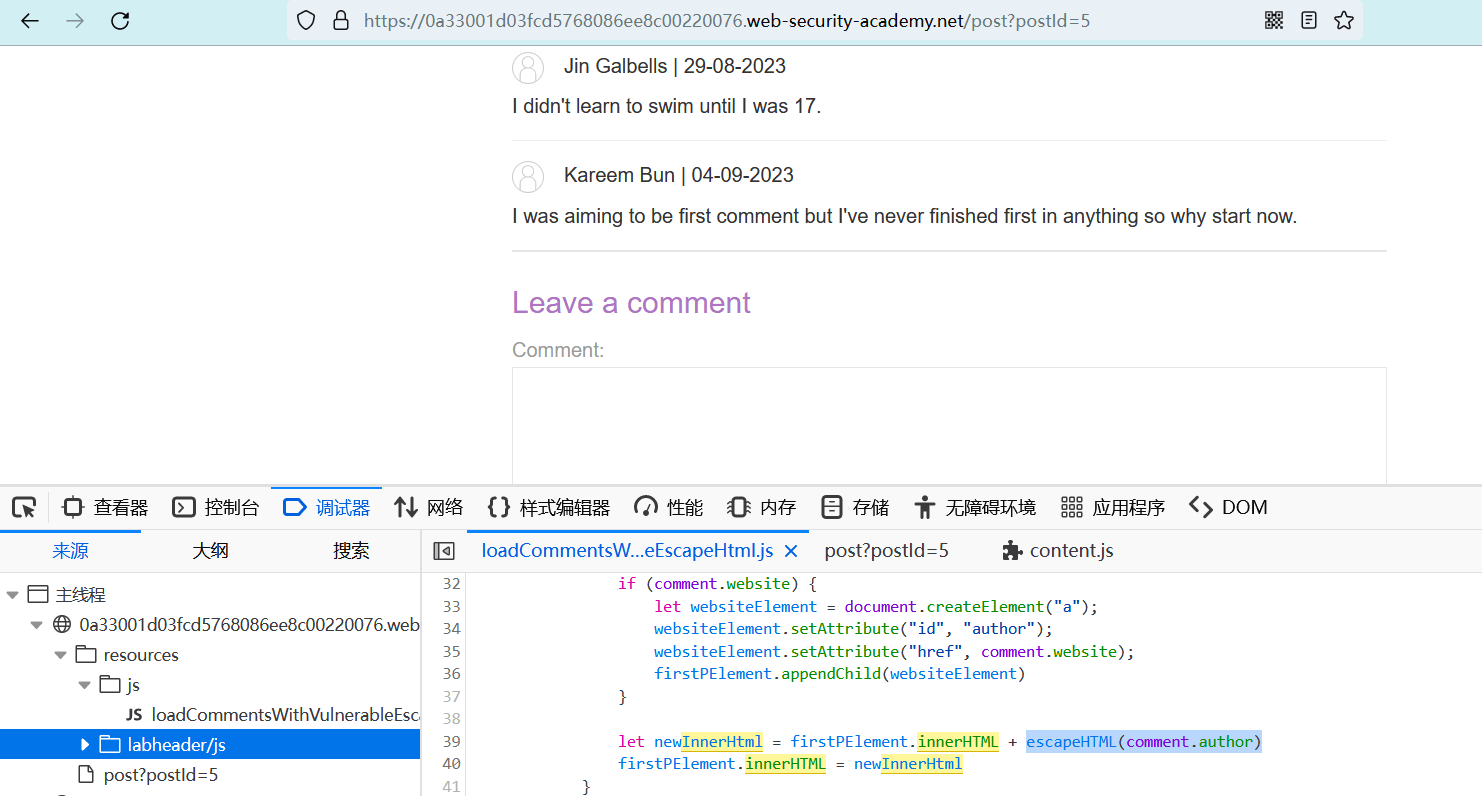 https://0a33001d03fcd5768086ee8c00220076.web-security-academy.net/post?postId=5
Jin Galbells | 29-08-2023
I didn't learn to swim until I was 17.
Kareem Bun | 04-09-2023
I was aiming to be first comment but I've never finished first in anything so why start now.
Leave a comment
Comment:
查看器 控制台 调试器 网络 {} 样式编辑器 性能 内存 存储 无障碍环境 应用程序 DOM
来源 大纲 搜索 loadCommentsW...eEscapeHtml.js × post?postId=5 content.js
主线程
0a33001d03fcd5768086ee8c00220076.web
resources
js
JS loadCommentsWithVulnerableEsc
labheader/js
post?postId=5
32 if (comment.website) {
33 let websiteElement = document.createElement("a");
34 websiteElement.setAttribute("id", "author");
35 websiteElement.setAttribute("href", comment.website);
36 firstPElement.appendChild(websiteElement)
37 }
38
39 let newInnerHtml = firstPElement.innerHTML + escapeHTML(comment.author)
40 firstPElement.innerHTML = newInnerHtml
41 }